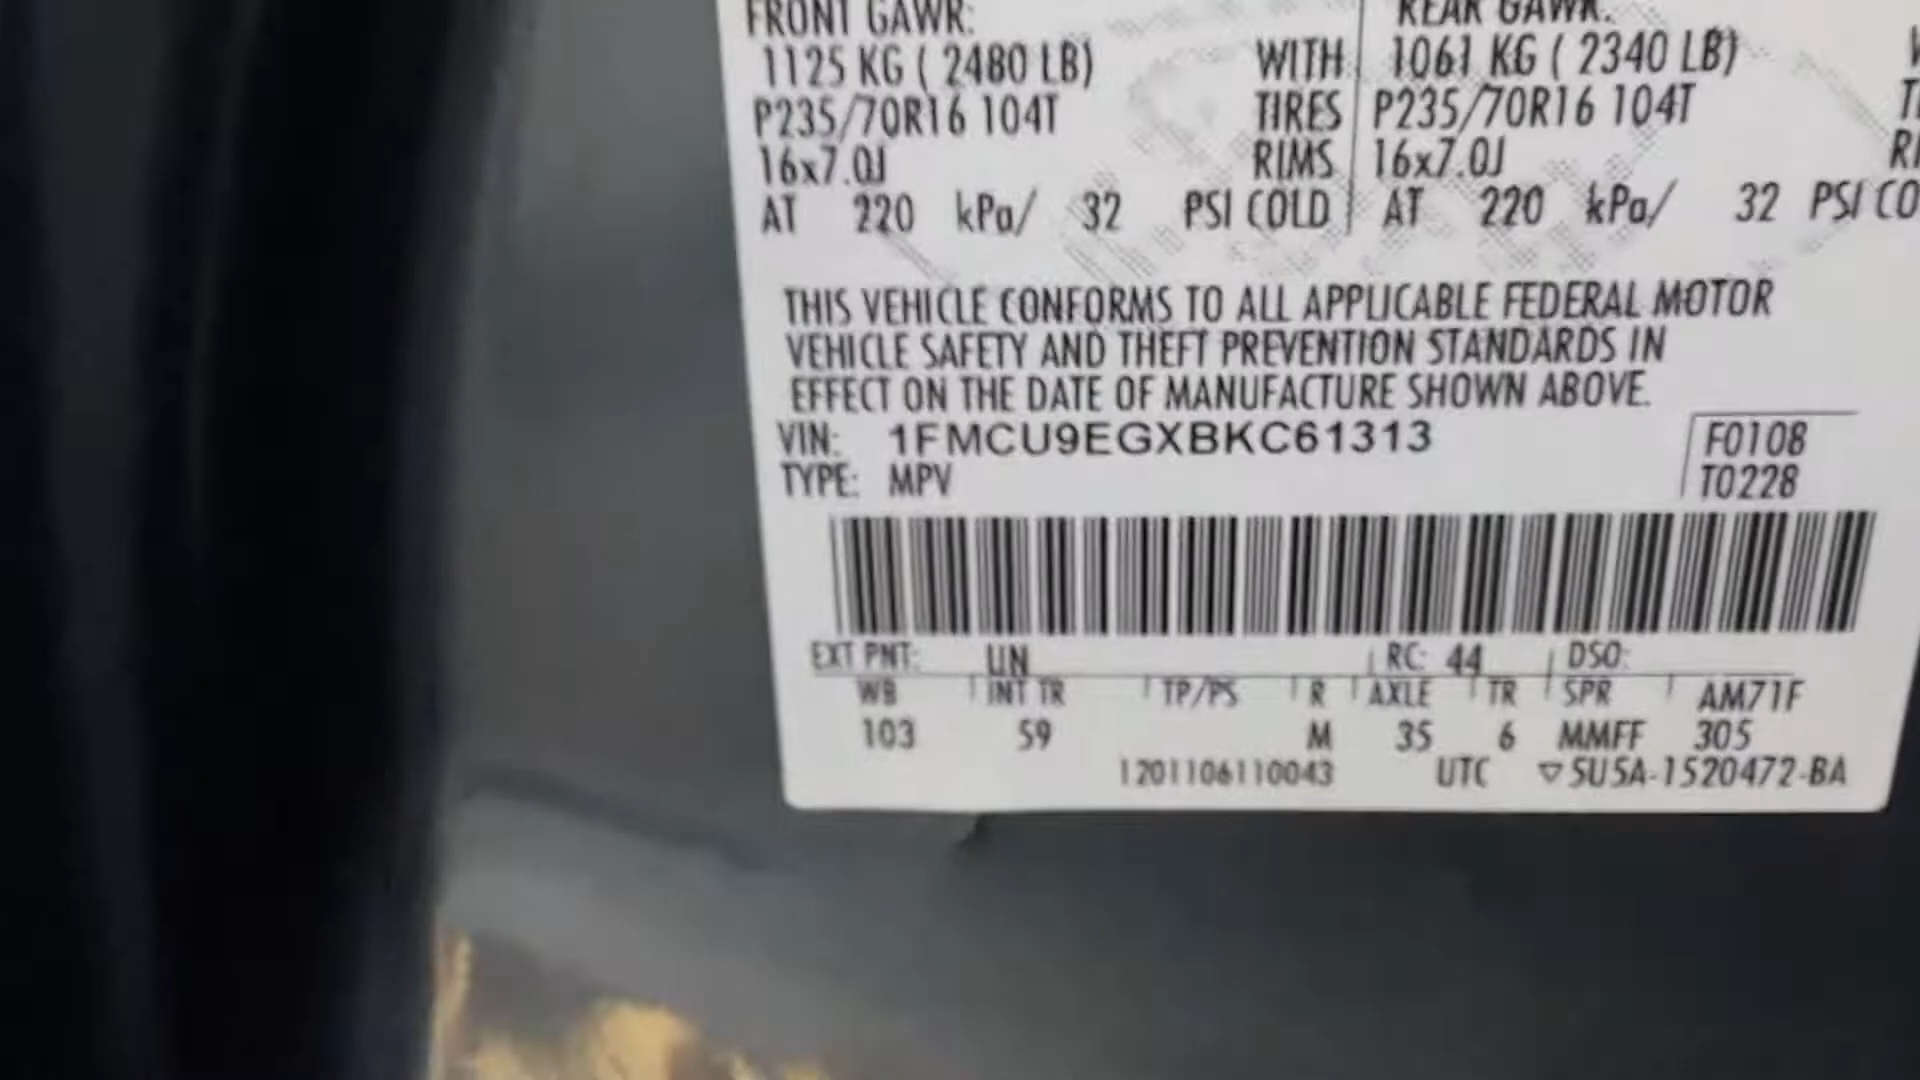 FRONT GAWR: REAR GAWR:
1125 KG ( 2480 LB) WITH 1061 KG ( 2340 LB)
P235/70R16 104T TIRES P235/70R16 104T
16x7.0J RIMS 16x7.0J
AT 220 kPa/ 32 PSI COLD AT 220 kPa/ 32 PSI CO
THIS VEHICLE CONFORMS TO ALL APPLICABLE FEDERAL MOTOR
VEHICLE SAFETY AND THEFT PREVENTION STANDARDS IN
EFFECT ON THE DATE OF MANUFACTURE SHOWN ABOVE.
VIN: 1FMCU9EGXBKC61313 F0108
TYPE: MPV T0228
EXT PNT: UN RC: 44 DSO:
WB INT TR TP/PS R AXLE TR SPR AM71F
103 S9 M 35 6 MMFF 305
1201106110043 UTC ▽5U5A-1520472-BA